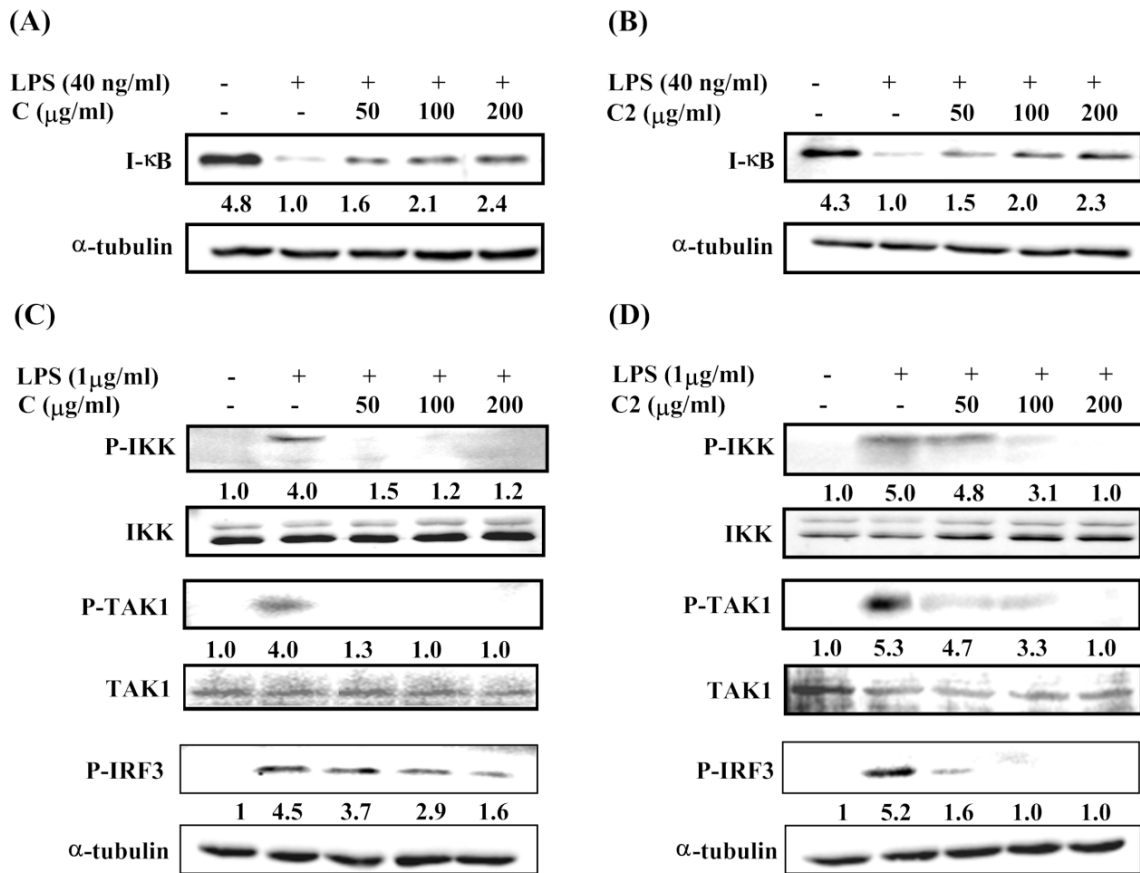 (A)
LPS (40 ng/ml) - + + + +
C (μg/ml) - - 50 100 200
I-κB
4.8 1.0 1.6 2.1 2.4
α-tubulin
(B)
LPS (40 ng/ml) - + + + +
C2 (μg/ml) - - 50 100 200
I-κB
4.3 1.0 1.5 2.0 2.3
α-tubulin
(C)
LPS (1μg/ml) - + + + +
C (μg/ml) - - 50 100 200
P-IKK
1.0 4.0 1.5 1.2 1.2
IKK
P-TAK1
1.0 4.0 1.3 1.0 1.0
TAK1
P-IRF3
1 4.5 3.7 2.9 1.6
α-tubulin
(D)
LPS (1μg/ml) - + + + +
C2 (μg/ml) - - 50 100 200
P-IKK
1.0 5.0 4.8 3.1 1.0
IKK
P-TAK1
1.0 5.3 4.7 3.3 1.0
TAK1
P-IRF3
1 5.2 1.6 1.0 1.0
α-tubulin